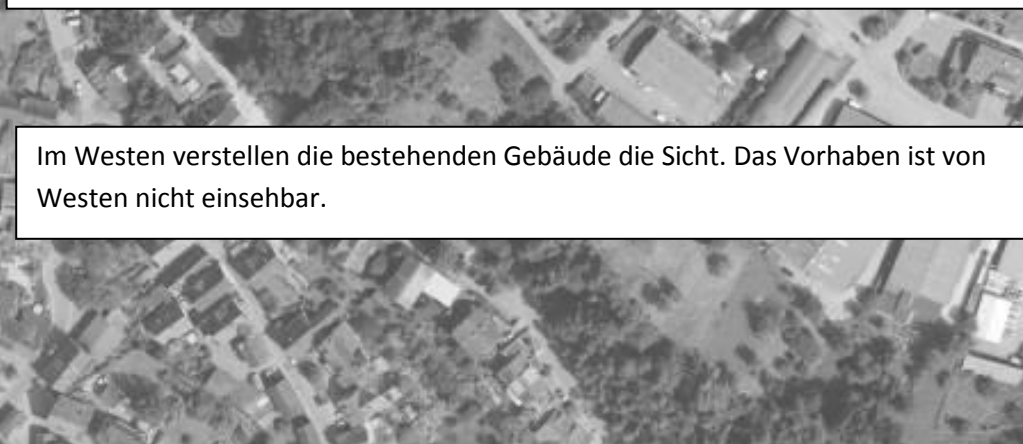 Im Westen verstellen die bestehenden Gebäude die Sicht. Das Vorhaben ist von
Westen nicht einsehbar.